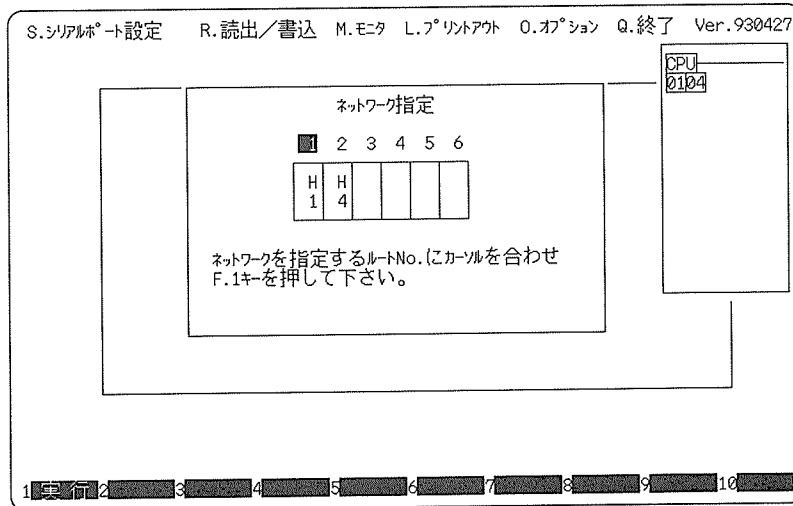 S.シリアルポート設定 R.読出／書込 M.モニタ L.プリントアウト O.オプション Q.終了 Ver.930427
CPU
0104
ネットワーク指定
1 2 3 4 5 6
H H
1 4
ネットワークを指定するルートNo.にカーソルを合わせ
F.1キーを押して下さい。
1 実 行 2 3 4 5 6 7 8 9 10